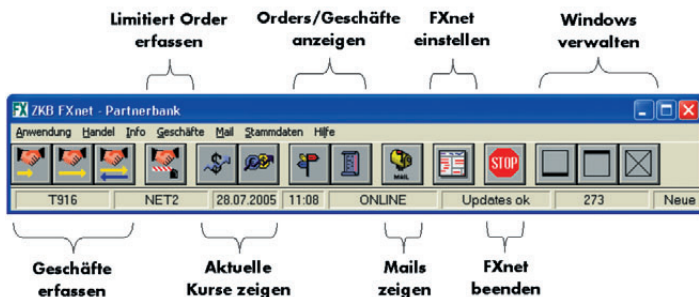 Limitiert Order
erfassen
Orders/Geschäfte
anzeigen
FXnet
einstellen
Windows
verwalten
FX ZKB FXnet - Partnerbank
Anwendung Handel Info Geschäfte Mail Stammdaten Hilfe
MAIL
STOP
T916 NET2 28.07.2005 11:08 ONLINE Updates ok 273 Neue
Geschäfte
erfassen
Aktuelle
Kurse zeigen
Mails
zeigen
FXnet
beenden